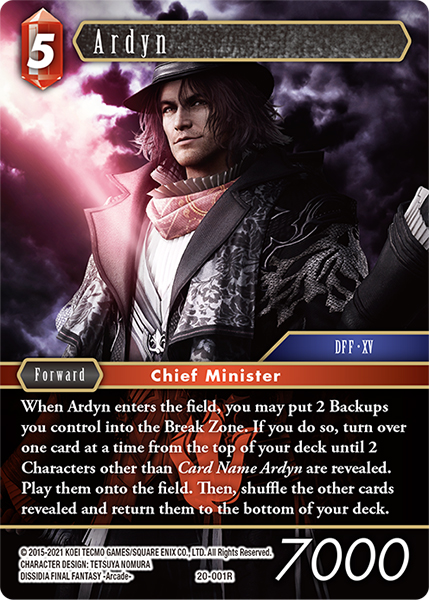 5
Ardyn
DFF･XV
Forward
Chief Minister
When Ardyn enters the field, you may put 2 Backups
you control into the Break Zone. If you do so, turn over
one card at a time from the top of your deck until 2
Characters other than Card Name Ardyn are revealed.
Play them onto the field. Then, shuffle the other cards
revealed and return them to the bottom of your deck.
© 2015-2021 KOEI TECMO GAMES/SQUARE ENIX CO., LTD. All Rights Reserved.
CHARACTER DESIGN: TETSUYA NOMURA
DISSIDIA FINAL FANTASY -Arcade-
20-001R
7000